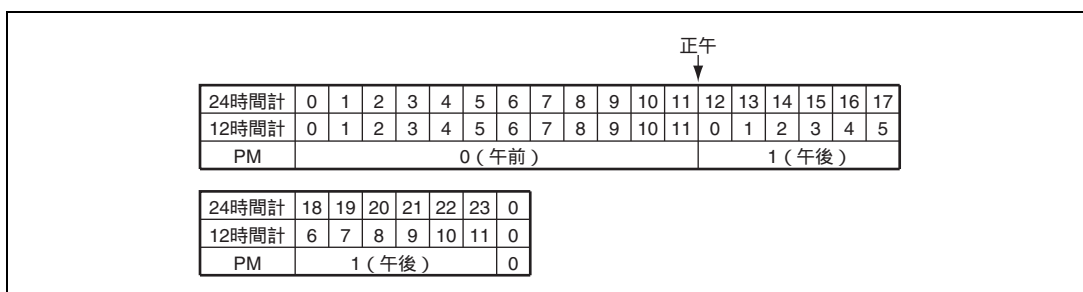 正午
24時間計 0 1 2 3 4 5 6 7 8 9 10 11 12 13 14 15 16 17
12時間計 0 1 2 3 4 5 6 7 8 9 10 11 0 1 2 3 4 5
PM 0(午前) 1(午後)
24時間計 18 19 20 21 22 23 0
12時間計 6 7 8 9 10 11 0
PM 1(午後) 0